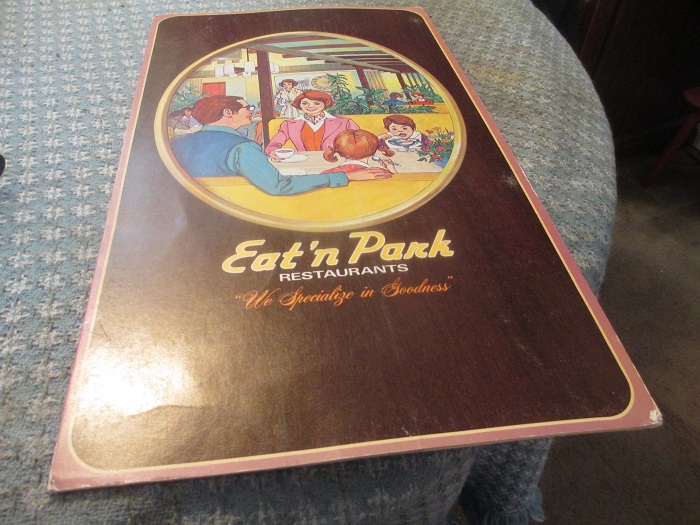 Eat'n Park
RESTAURANTS
"We Specialize in Goodness"